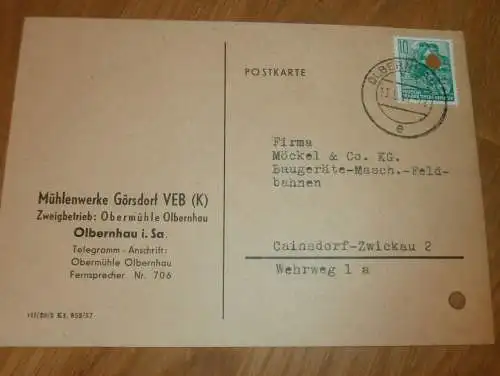 POSTKARTE
10
OLBERNHAU
e
Firma
Möckel & Co. KG.
Baugeräte-Masch.-Feld-
bahnen
Cainsdorf-Zwickau 2
Wehrweg 1 a
Mühlenwerke Görsdorf VEB (K)
Zweigbetrieb: Obermühle Olbernhau
Olbernhau i. Sa.
Telegramm-Anschrift:
Obermühle Olbernhau
Fernsprecher Nr. 706